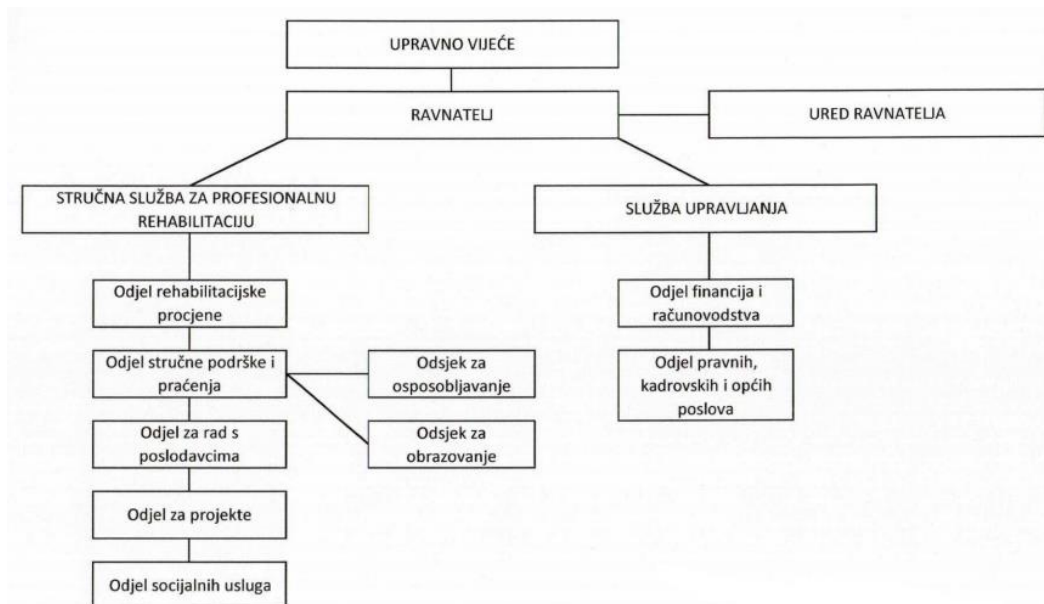 UPRAVNO VIJEĆE
RAVNATELJ
URED RAVNATELJA
STRUČNA SLUŽBA ZA PROFESIONALNU
REHABILITACIJU
SLUŽBA UPRAVLJANJA
Odjel rehabilitacijske
procjene
Odjel stručne podrške i
praćenja
Odsjek za
osposobljavanje
Odsjek za
obrazovanje
Odjel za rad s
poslodavcima
Odjel za projekte
Odjel socijalnih usluga
Odjel financija i
računovodstva
Odjel pravnih,
kadrovskih i općih
poslova